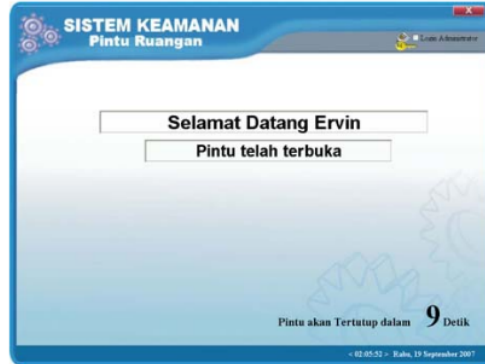 SISTEM KEAMANAN
Pintu Ruangan
X
Login Administrator
Selamat Datang Ervin
Pintu telah terbuka
Pintu akan Tertutup dalam 9 Detik
< 02:05:52 > Rabu, 19 September 2007